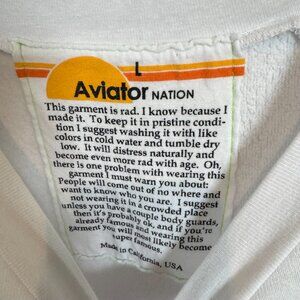 L
Aviator NATION
This garment is rad. I know because I
made it. To keep it in pristine condi-
tion I suggest washing it with like
colors in cold water and tumble dry
low. It will distress naturally and
become even more rad with age. Oh,
there is one problem with wearing this
garment I must warn you about:
People will come out of no where and
want to know who you are. I suggest
not wearing it in a crowded place
unless you have a couple body guards,
then it's probably ok, and if you're
already famous and wearing this
garment you will most likely become
super famous.
Made in California, USA